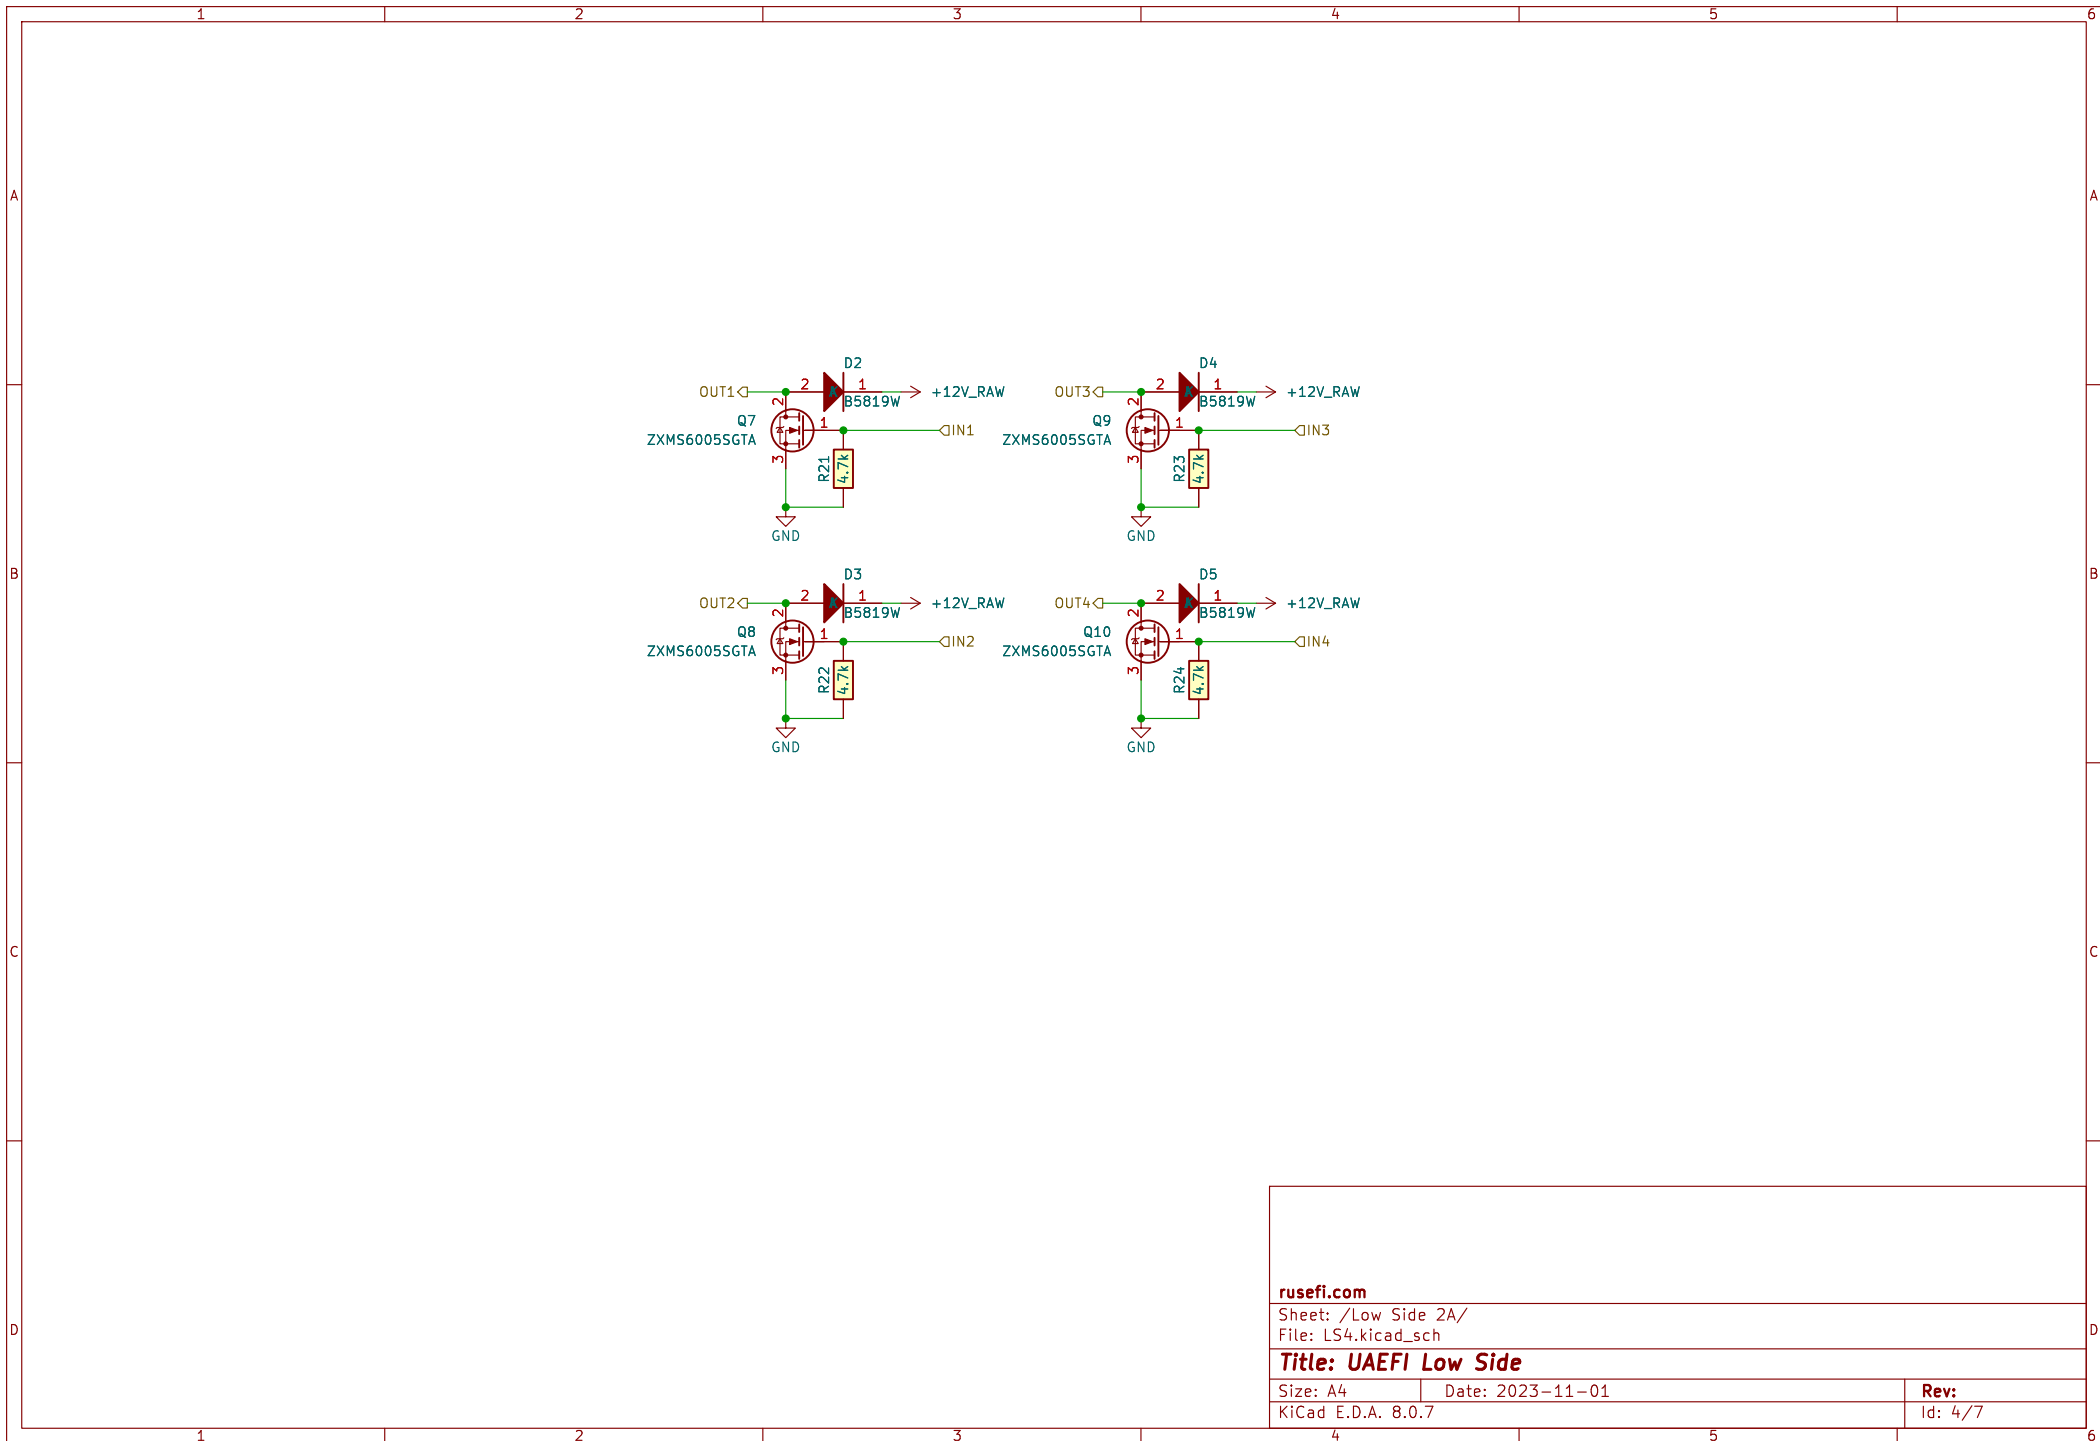 1 2 3 4 5 6
A A
D2 D4
OUT1 2 1 +12V_RAW OUT3 2 1 +12V_RAW
B5819W B5819W
Q7 2 1 IN1 Q9 2 1 IN3
ZXMS6005SGTA ZXMS6005SGTA
3 R21 4.7k 3 R23 4.7k
GND GND
B B
D3 D5
OUT2 2 1 +12V_RAW OUT4 2 1 +12V_RAW
B5819W B5819W
Q8 2 1 IN2 Q10 2 1 IN4
ZXMS6005SGTA ZXMS6005SGTA
3 R22 4.7k 3 R24 4.7k
GND GND
C C
rusefi.com
Sheet: /Low Side 2A/
File: LS4.kicad_sch
D D
Title: UAEFI Low Side
Size: A4 Date: 2023-11-01 Rev:
KiCad E.D.A. 8.0.7 Id: 4/7
1 2 3 4 5 6